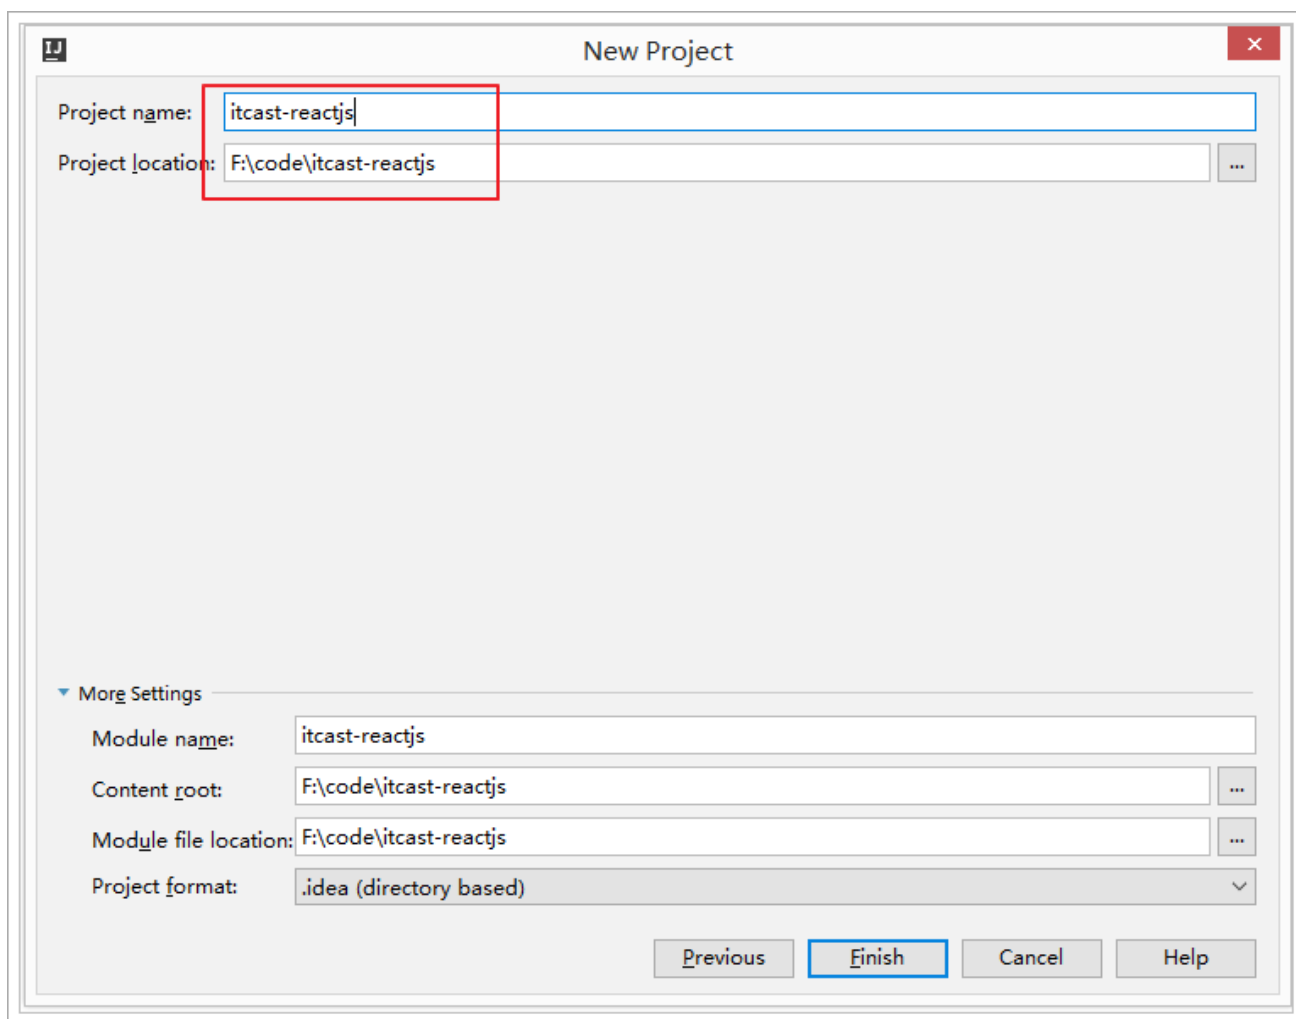 IJ
New Project
Project name: itcast-reactjs
Project location: F:\code\itcast-reactjs ...
More Settings
Module name: itcast-reactjs
Content root: F:\code\itcast-reactjs ...
Module file location: F:\code\itcast-reactjs ...
Project format: .idea (directory based)
Previous Finish Cancel Help